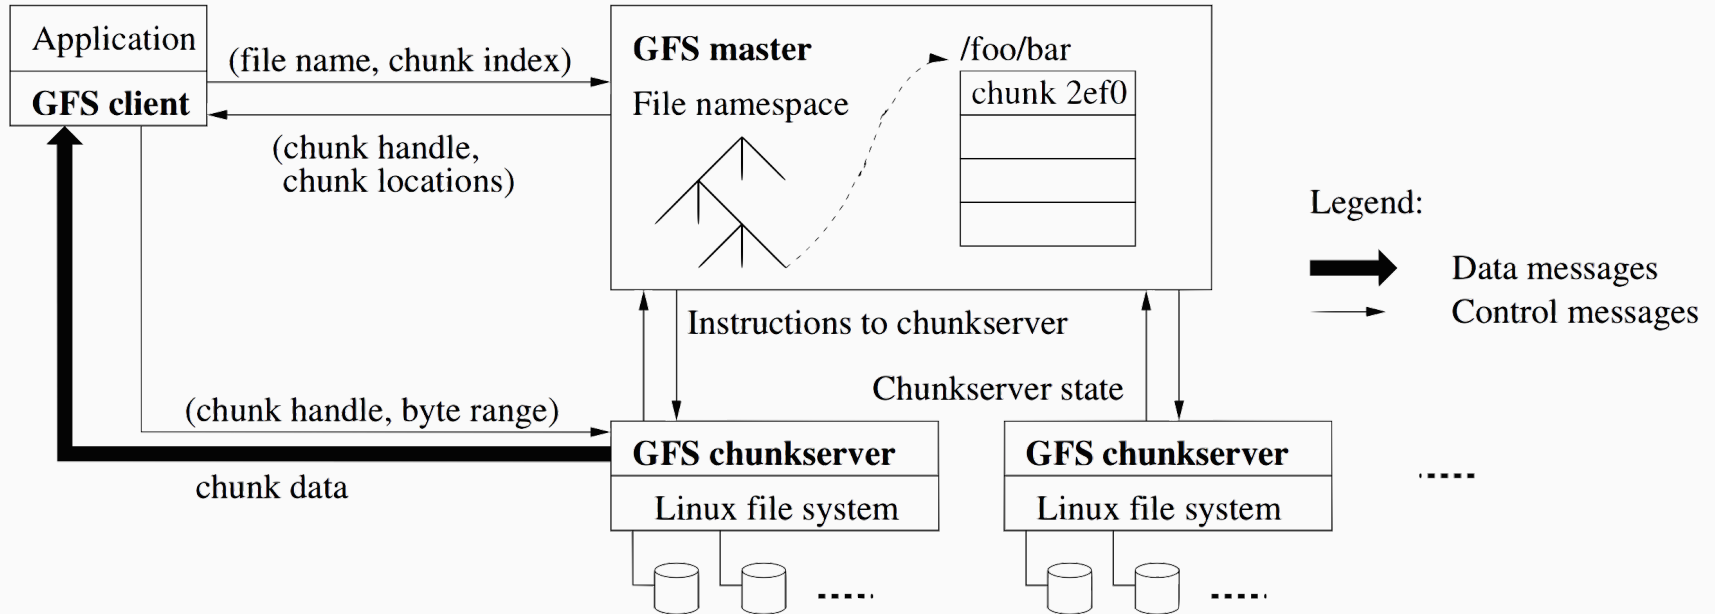 Application
GFS client
(file name, chunk index)
(chunk handle,
chunk locations)
GFS master
File namespace
/foo/bar
chunk 2ef0
Legend:
Data messages
Control messages
Instructions to chunkserver
Chunkserver state
(chunk handle, byte range)
chunk data
GFS chunkserver
Linux file system
GFS chunkserver
Linux file system